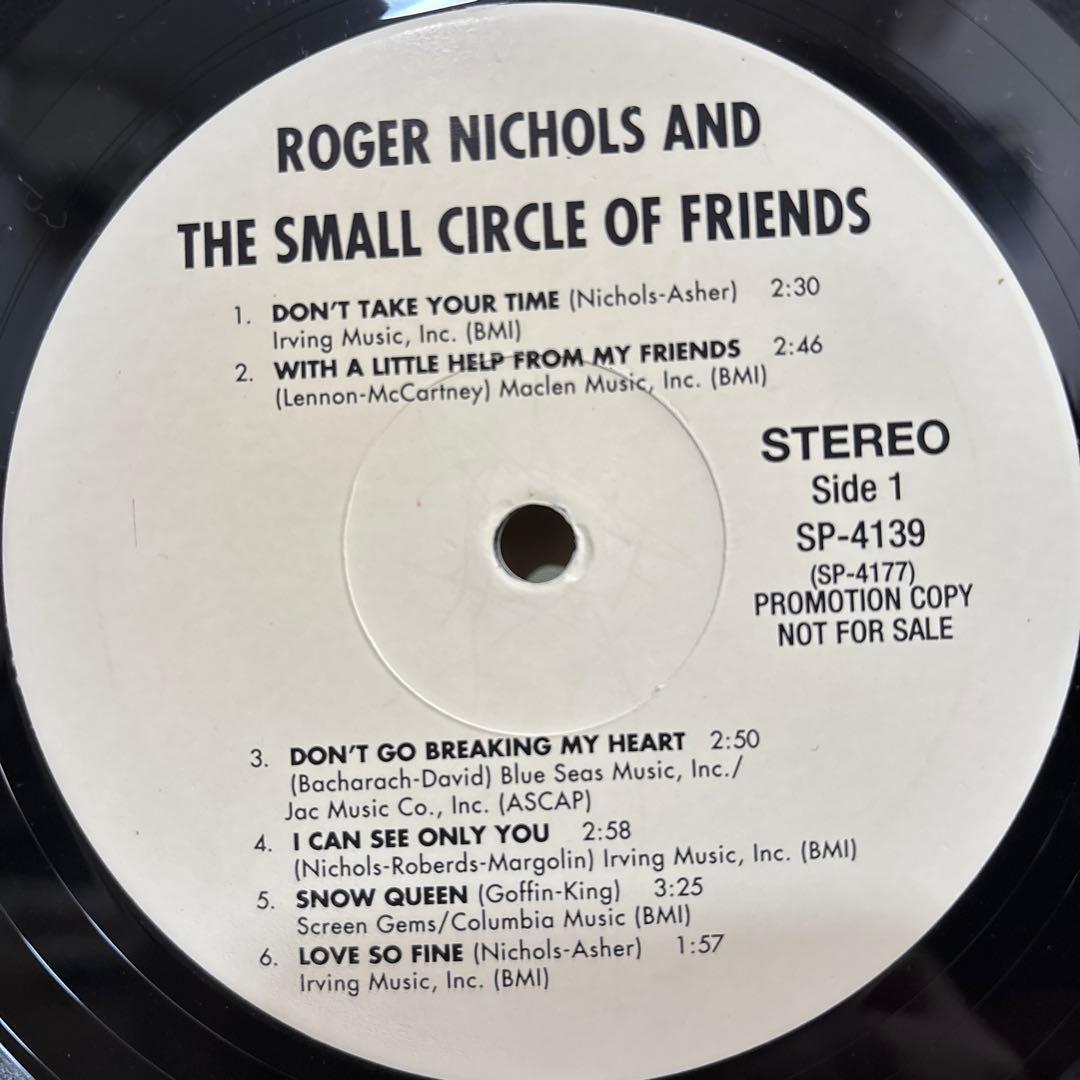 ROGER NICHOLS AND
THE SMALL CIRCLE OF FRIENDS
1. DON'T TAKE YOUR TIME (Nichols-Asher) 2:30
Irving Music, Inc. (BMI)
2. WITH A LITTLE HELP FROM MY FRIENDS 2:46
(Lennon-McCartney) Maclen Music, Inc. (BMI)
STEREO
Side 1
SP-4139
(SP-4177)
PROMOTION COPY
NOT FOR SALE
3. DON'T GO BREAKING MY HEART 2:50
(Bacharach-David) Blue Seas Music, Inc./
Jac Music Co., Inc. (ASCAP)
4. I CAN SEE ONLY YOU 2:58
(Nichols-Roberds-Margolin) Irving Music, Inc. (BMI)
5. SNOW QUEEN (Goffin-King) 3:25
Screen Gems/Columbia Music (BMI)
6. LOVE SO FINE (Nichols-Asher) 1:57
Irving Music, Inc. (BMI)